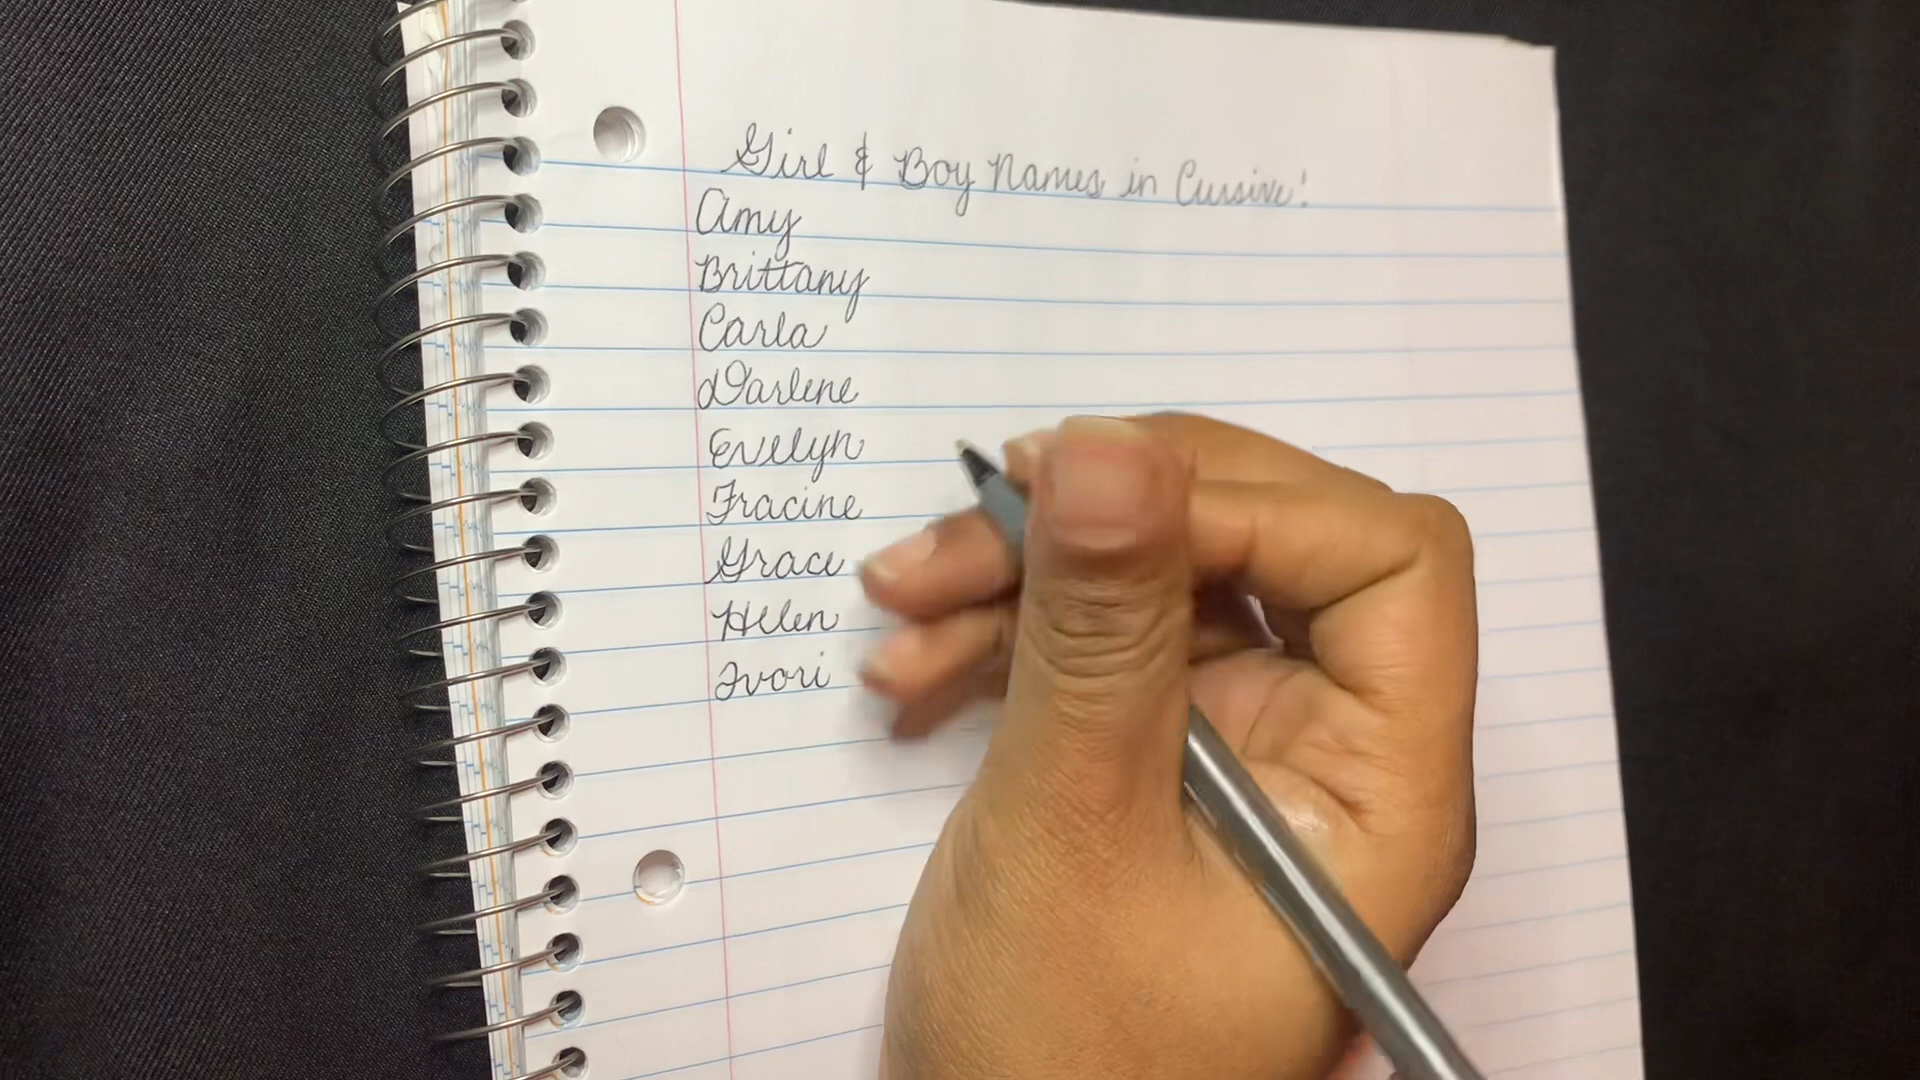 Girl & Boy Names in Cursive!
Amy
Brittany
Carla
Darlene
Evelyn
Fracine
Grace
Helen
Ivori